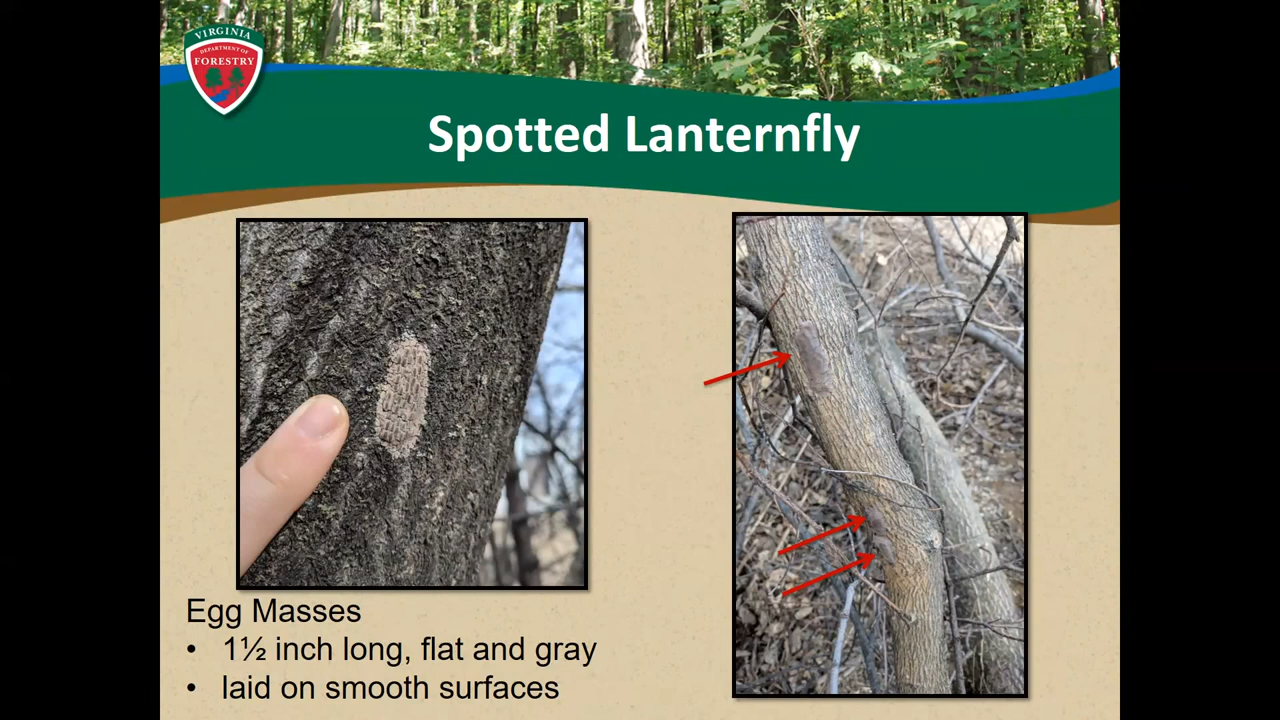 VIRGINIA
DEPARTMENT OF
FORESTRY
Spotted Lanternfly
Egg Masses
• 1½ inch long, flat and gray
• laid on smooth surfaces